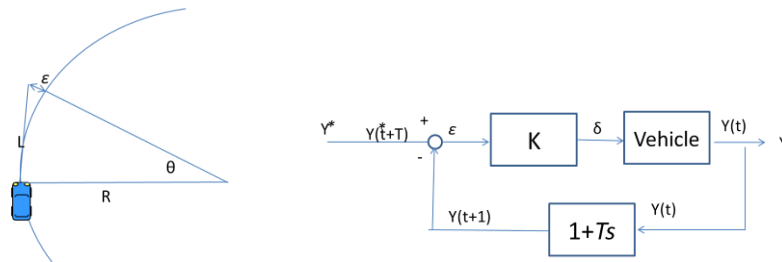 ε
L
θ
R
Y* Y(t+T)
*
+
-
ε
K
δ
Vehicle
Y(t)
Y
Y(t+1)
1+Ts
Y(t)